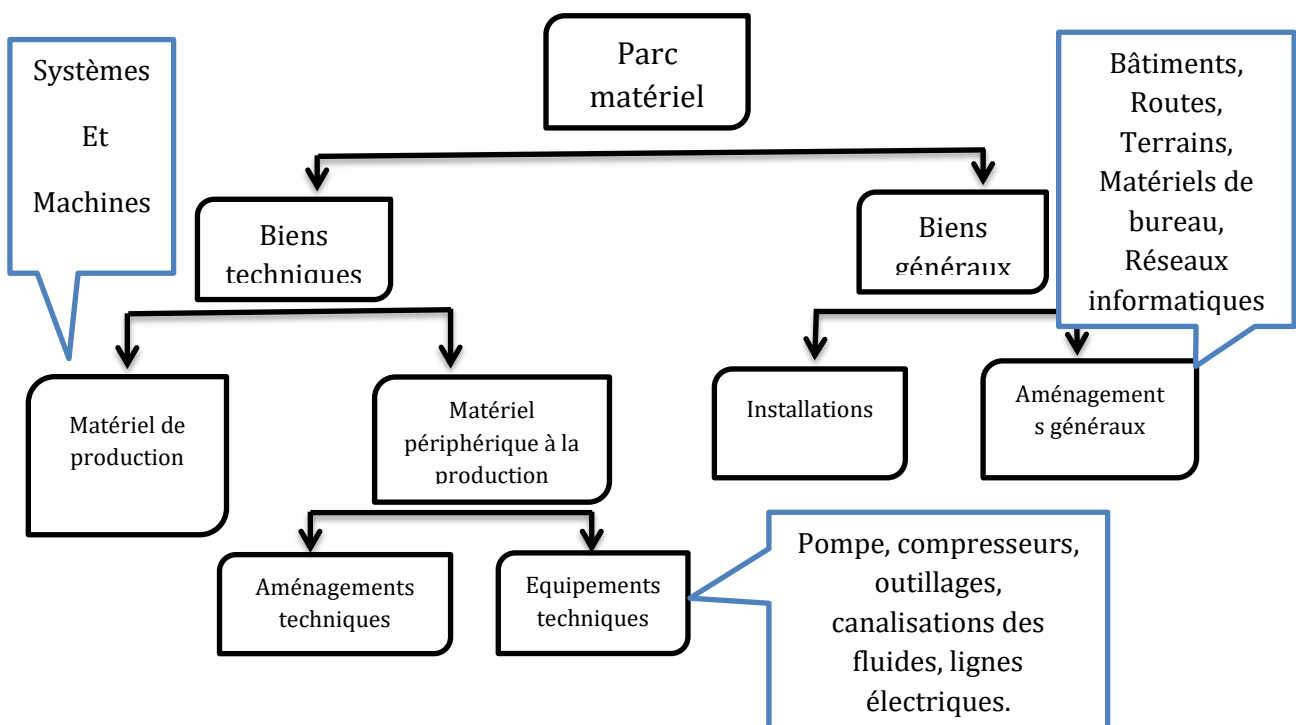 Parc
matériel
Systèmes
Et
Machines
Bâtiments,
Routes,
Terrains,
Matériels de
bureau,
Réseaux
informatiques
Biens
techniques
Biens
généraux
Matériel de
production
Matériel
périphérique à la
production
Installations
Aménagement
s généraux
Aménagements
techniques
Equipements
techniques
Pompe, compresseurs,
outillages,
canalisations des
fluides, lignes
électriques.